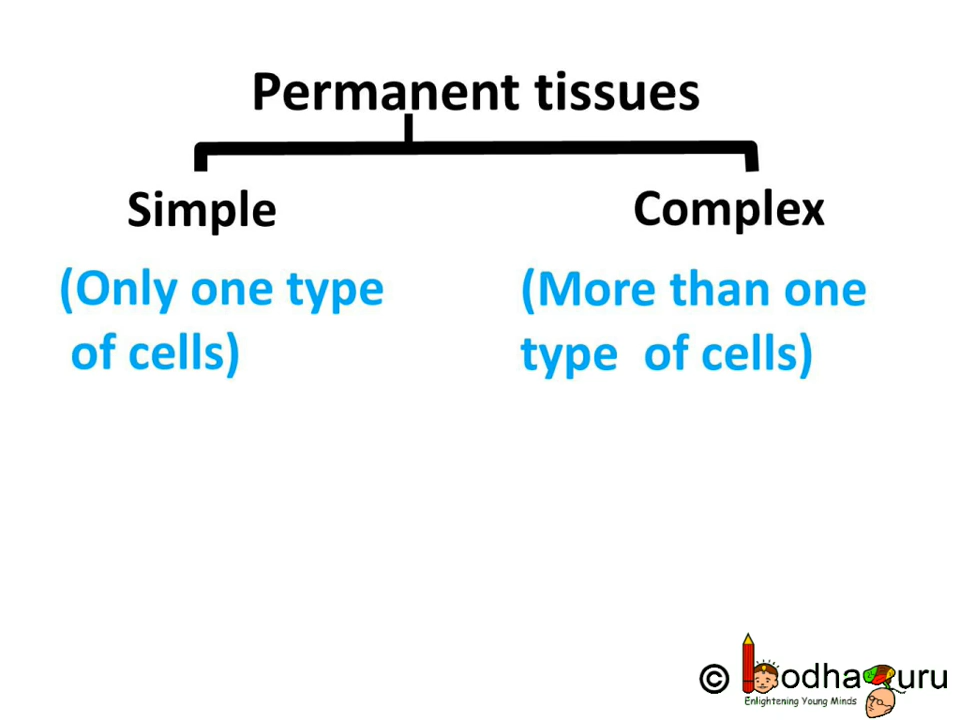 Permanent tissues
Simple
Complex
(Only one type
of cells)
(More than one
type of cells)
© bodhaguru
Enlightening Young Minds